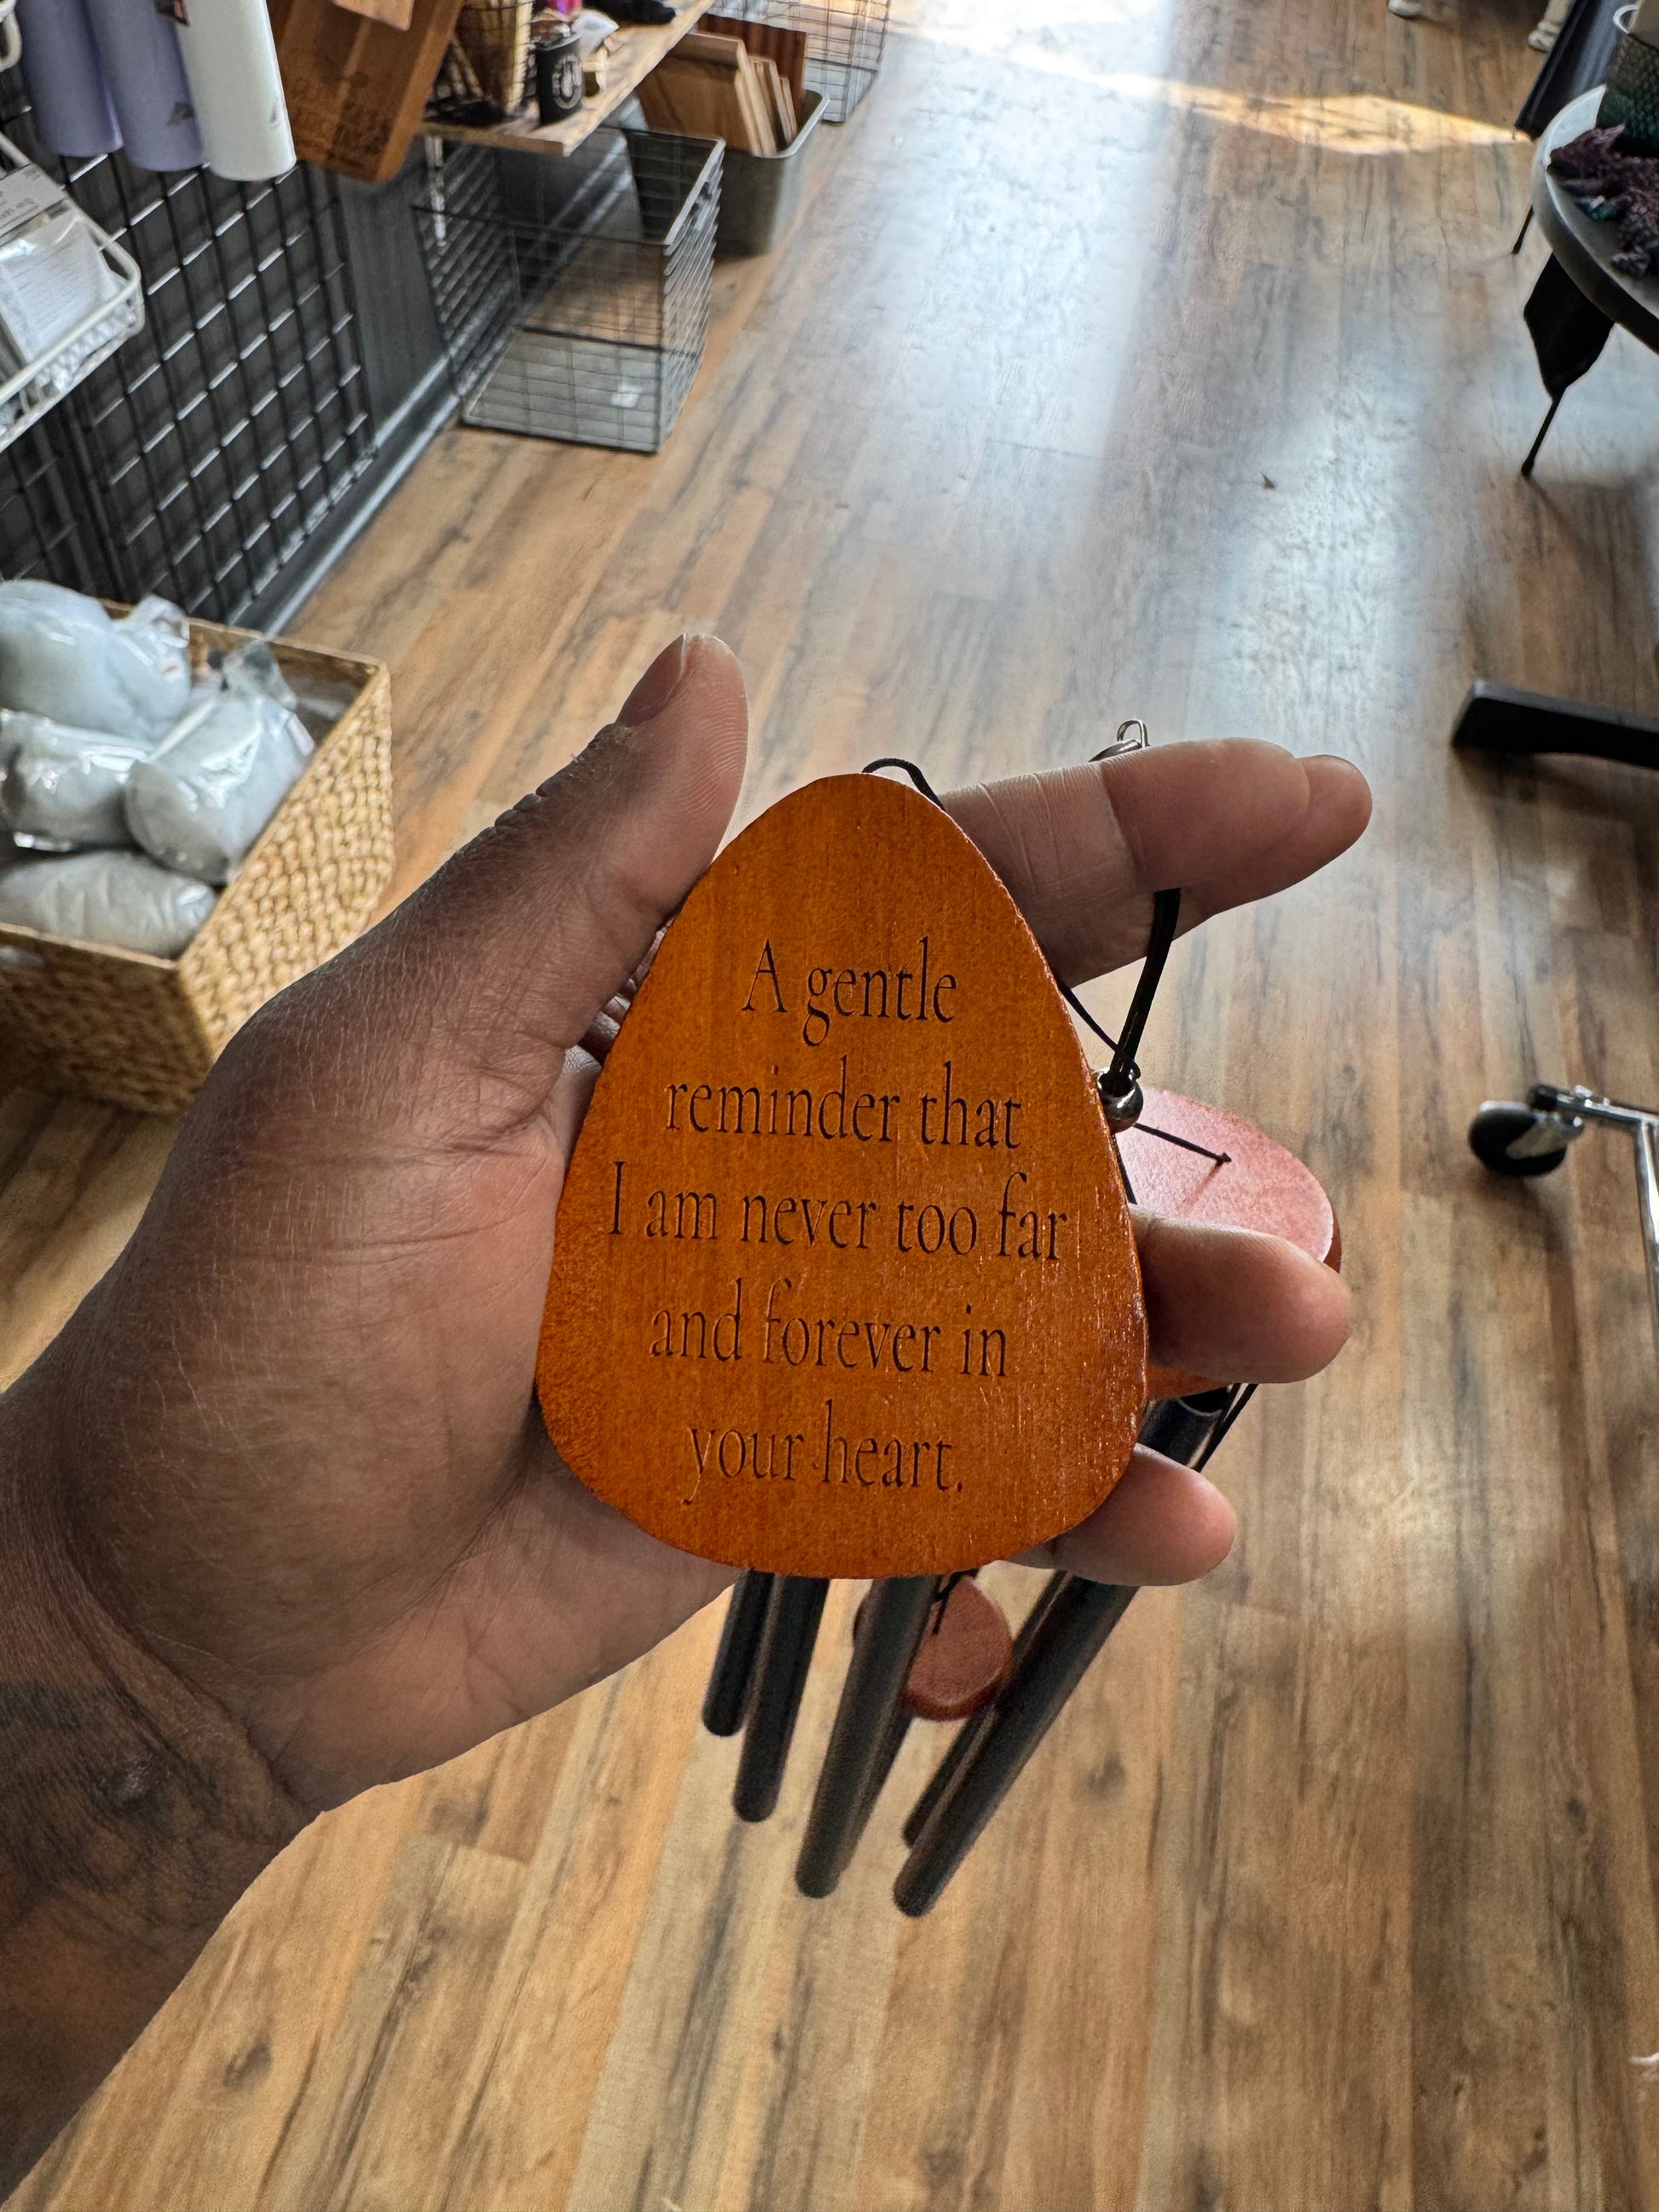 A gentle
reminder that
I am never too far
and forever in
your heart.